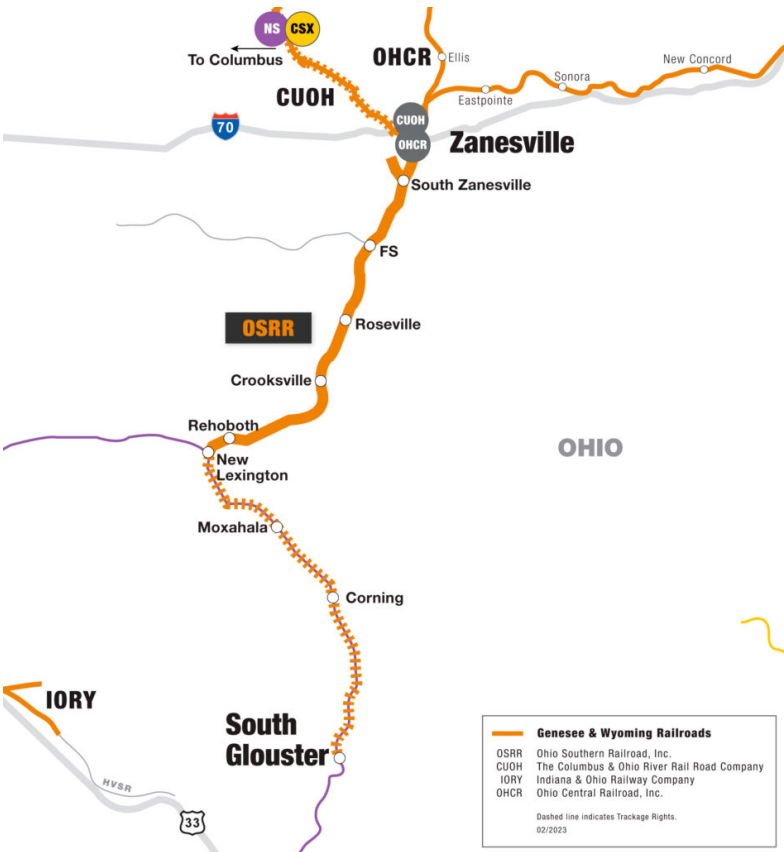 NS
CSX
To Columbus
OHCR
Ellis
New Concord
Sonora
Eastpointe
CUOH
70
CUOH
OHCR
Zanesville
South Zanesville
FS
OSRR
Roseville
Crooksville
Rehoboth
New
Lexington
OHIO
Moxahala
Corning
IORY
South
Glouster
HVSR
33
Genesee & Wyoming Railroads
OSRR Ohio Southern Railroad, Inc.
CUOH The Columbus & Ohio River Rail Road Company
IORY Indiana & Ohio Railway Company
OHCR Ohio Central Railroad, Inc.
Dashed line indicates Trackage Rights.
02/2023